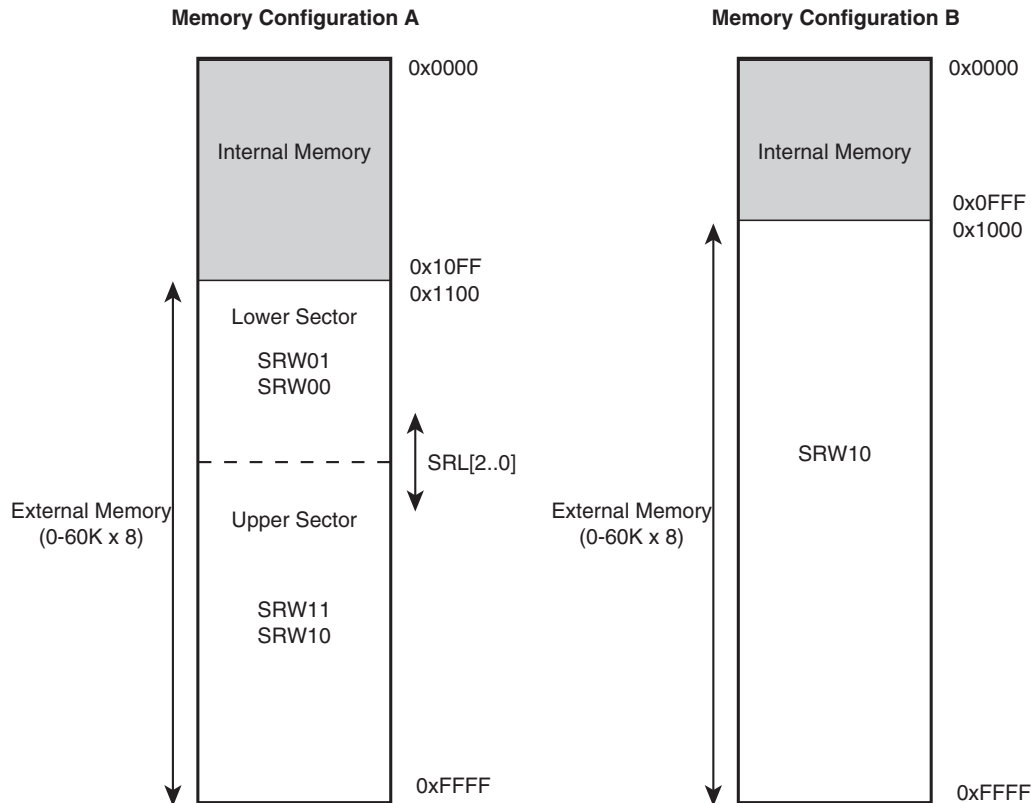 Memory Configuration A
0x0000
Internal Memory
0x10FF
0x1100
Lower Sector
SRW01
SRW00
SRL[2..0]
External Memory
(0-60K x 8)
Upper Sector
SRW11
SRW10
0xFFFF
Memory Configuration B
0x0000
Internal Memory
0x0FFF
0x1000
SRW10
External Memory
(0-60K x 8)
0xFFFF